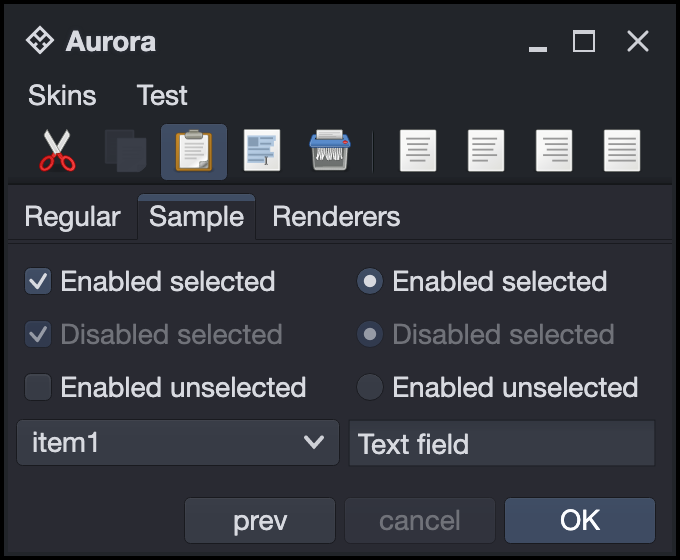 Aurora
Skins Test
Regular Sample Renderers
Enabled selected Enabled selected
Disabled selected Disabled selected
Enabled unselected Enabled unselected
item1 Text field
prev cancel OK